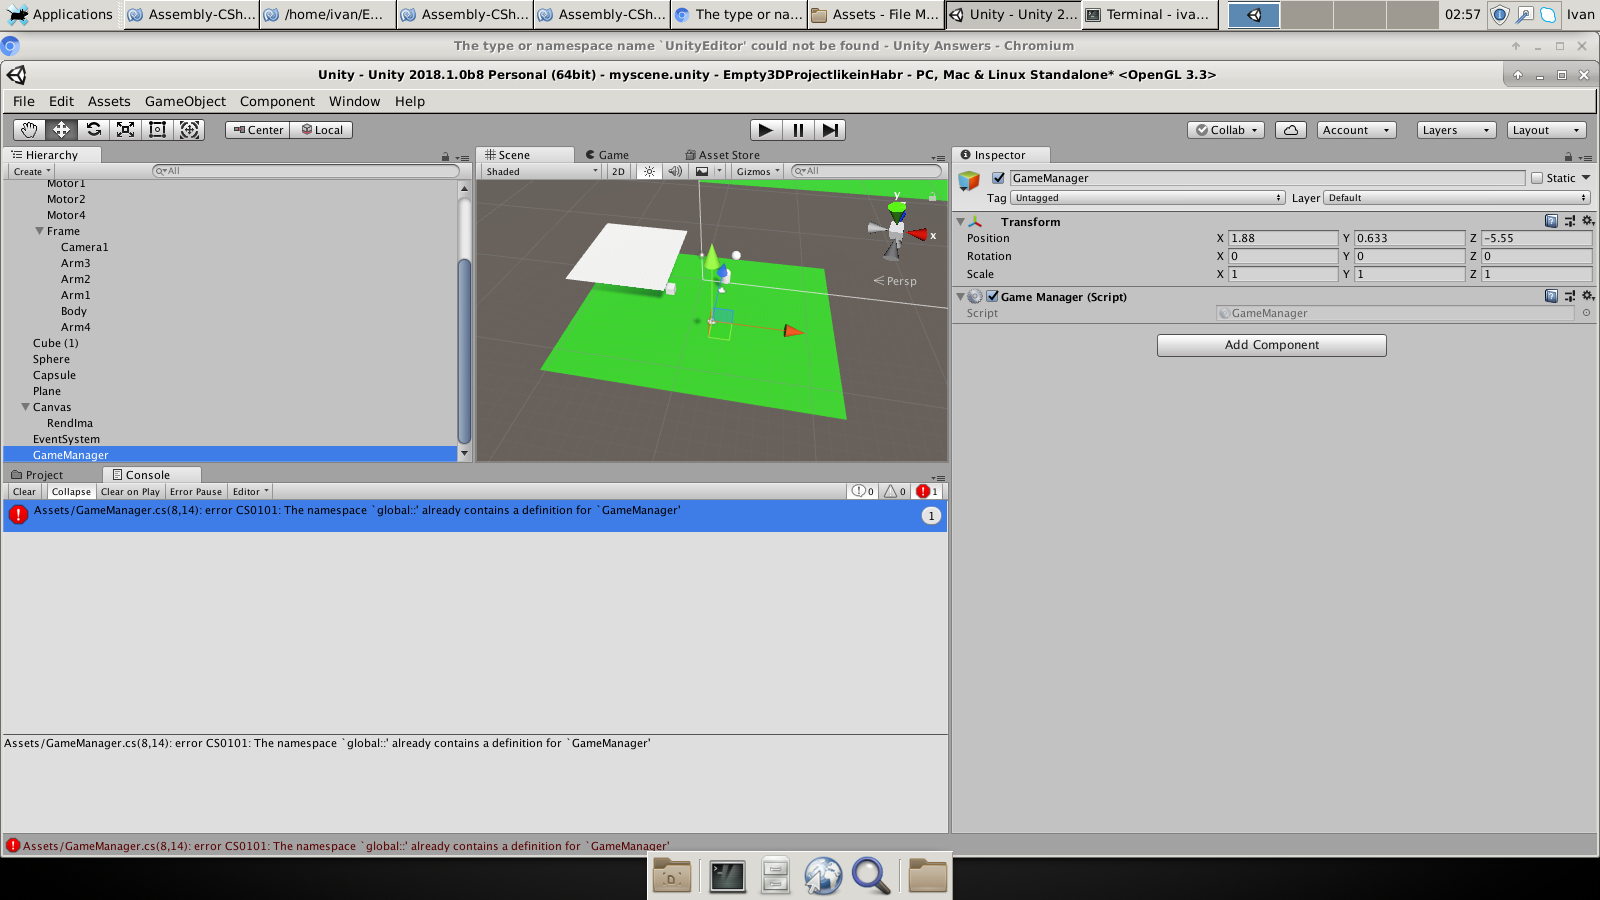 Applications
Assembly-CSh...
/home/ivan/E...
Assembly-CSh...
Assembly-CSh...
The type or na...
Assets - File M...
Unity - Unity 2...
Terminal - iva...
02:57
Ivan
The type or namespace name `UnityEditor' could not be found - Unity Answers - Chromium
Unity - Unity 2018.1.0b8 Personal (64bit) - myscene.unity - Empty3DProjectlikeinHabr - PC, Mac & Linux Standalone* <OpenGL 3.3>
File Edit Assets GameObject Component Window Help
Center Local
Collab
Account
Layers
Layout
Hierarchy
Create
All
Motor1
Motor2
Motor4
Frame
Camera1
Arm3
Arm2
Arm1
Body
Arm4
Cube (1)
Sphere
Capsule
Plane
Canvas
RendIma
EventSystem
GameManager
Scene Game Asset Store
Shaded 2D Gizmos All
y
x
Persp
Inspector
GameManager
Static
Tag Untagged Layer Default
Transform
Position X 1.88 Y 0.633 Z -5.55
Rotation X 0 Y 0 Z 0
Scale X 1 Y 1 Z 1
Game Manager (Script)
Script GameManager
Add Component
Project Console
Clear Collapse Clear on Play Error Pause Editor
0 0 1
Assets/GameManager.cs(8,14): error CS0101: The namespace `global::' already contains a definition for `GameManager'
1
Assets/GameManager.cs(8,14): error CS0101: The namespace `global::' already contains a definition for `GameManager'
Assets/GameManager.cs(8,14): error CS0101: The namespace `global::' already contains a definition for `GameManager'